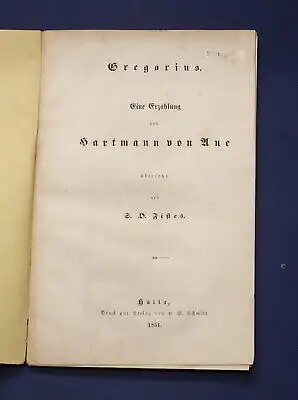 Gregorius.
Eine Erzählung
von
Hartmann von Aue
übersetzt
von
S. O. Fistes.
Halle,
Druck und Verlag von H. W. Schmidt
1851.